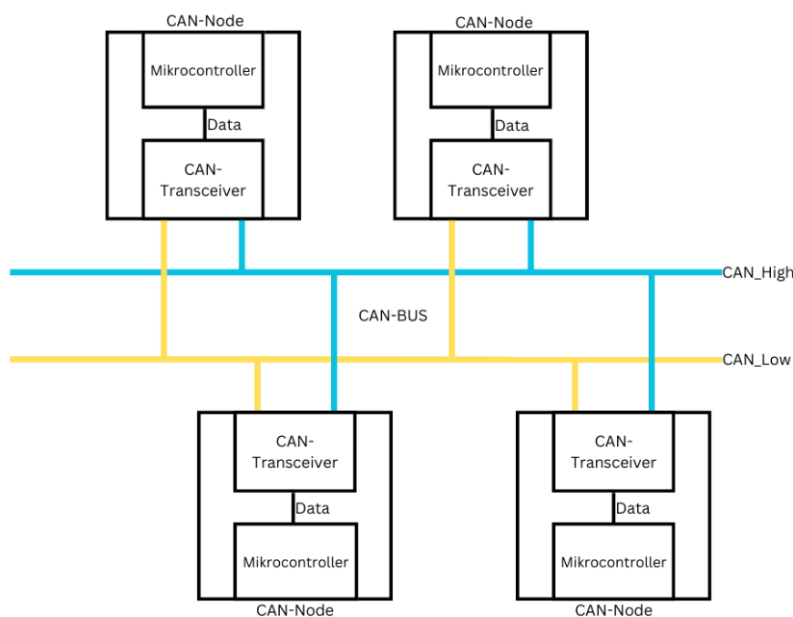 CAN-Node
Mikrocontroller
Data
CAN-
Transceiver
CAN-Node
Mikrocontroller
Data
CAN-
Transceiver
CAN_High
CAN-BUS
CAN_Low
CAN-
Transceiver
Data
Mikrocontroller
CAN-Node
CAN-
Transceiver
Data
Mikrocontroller
CAN-Node